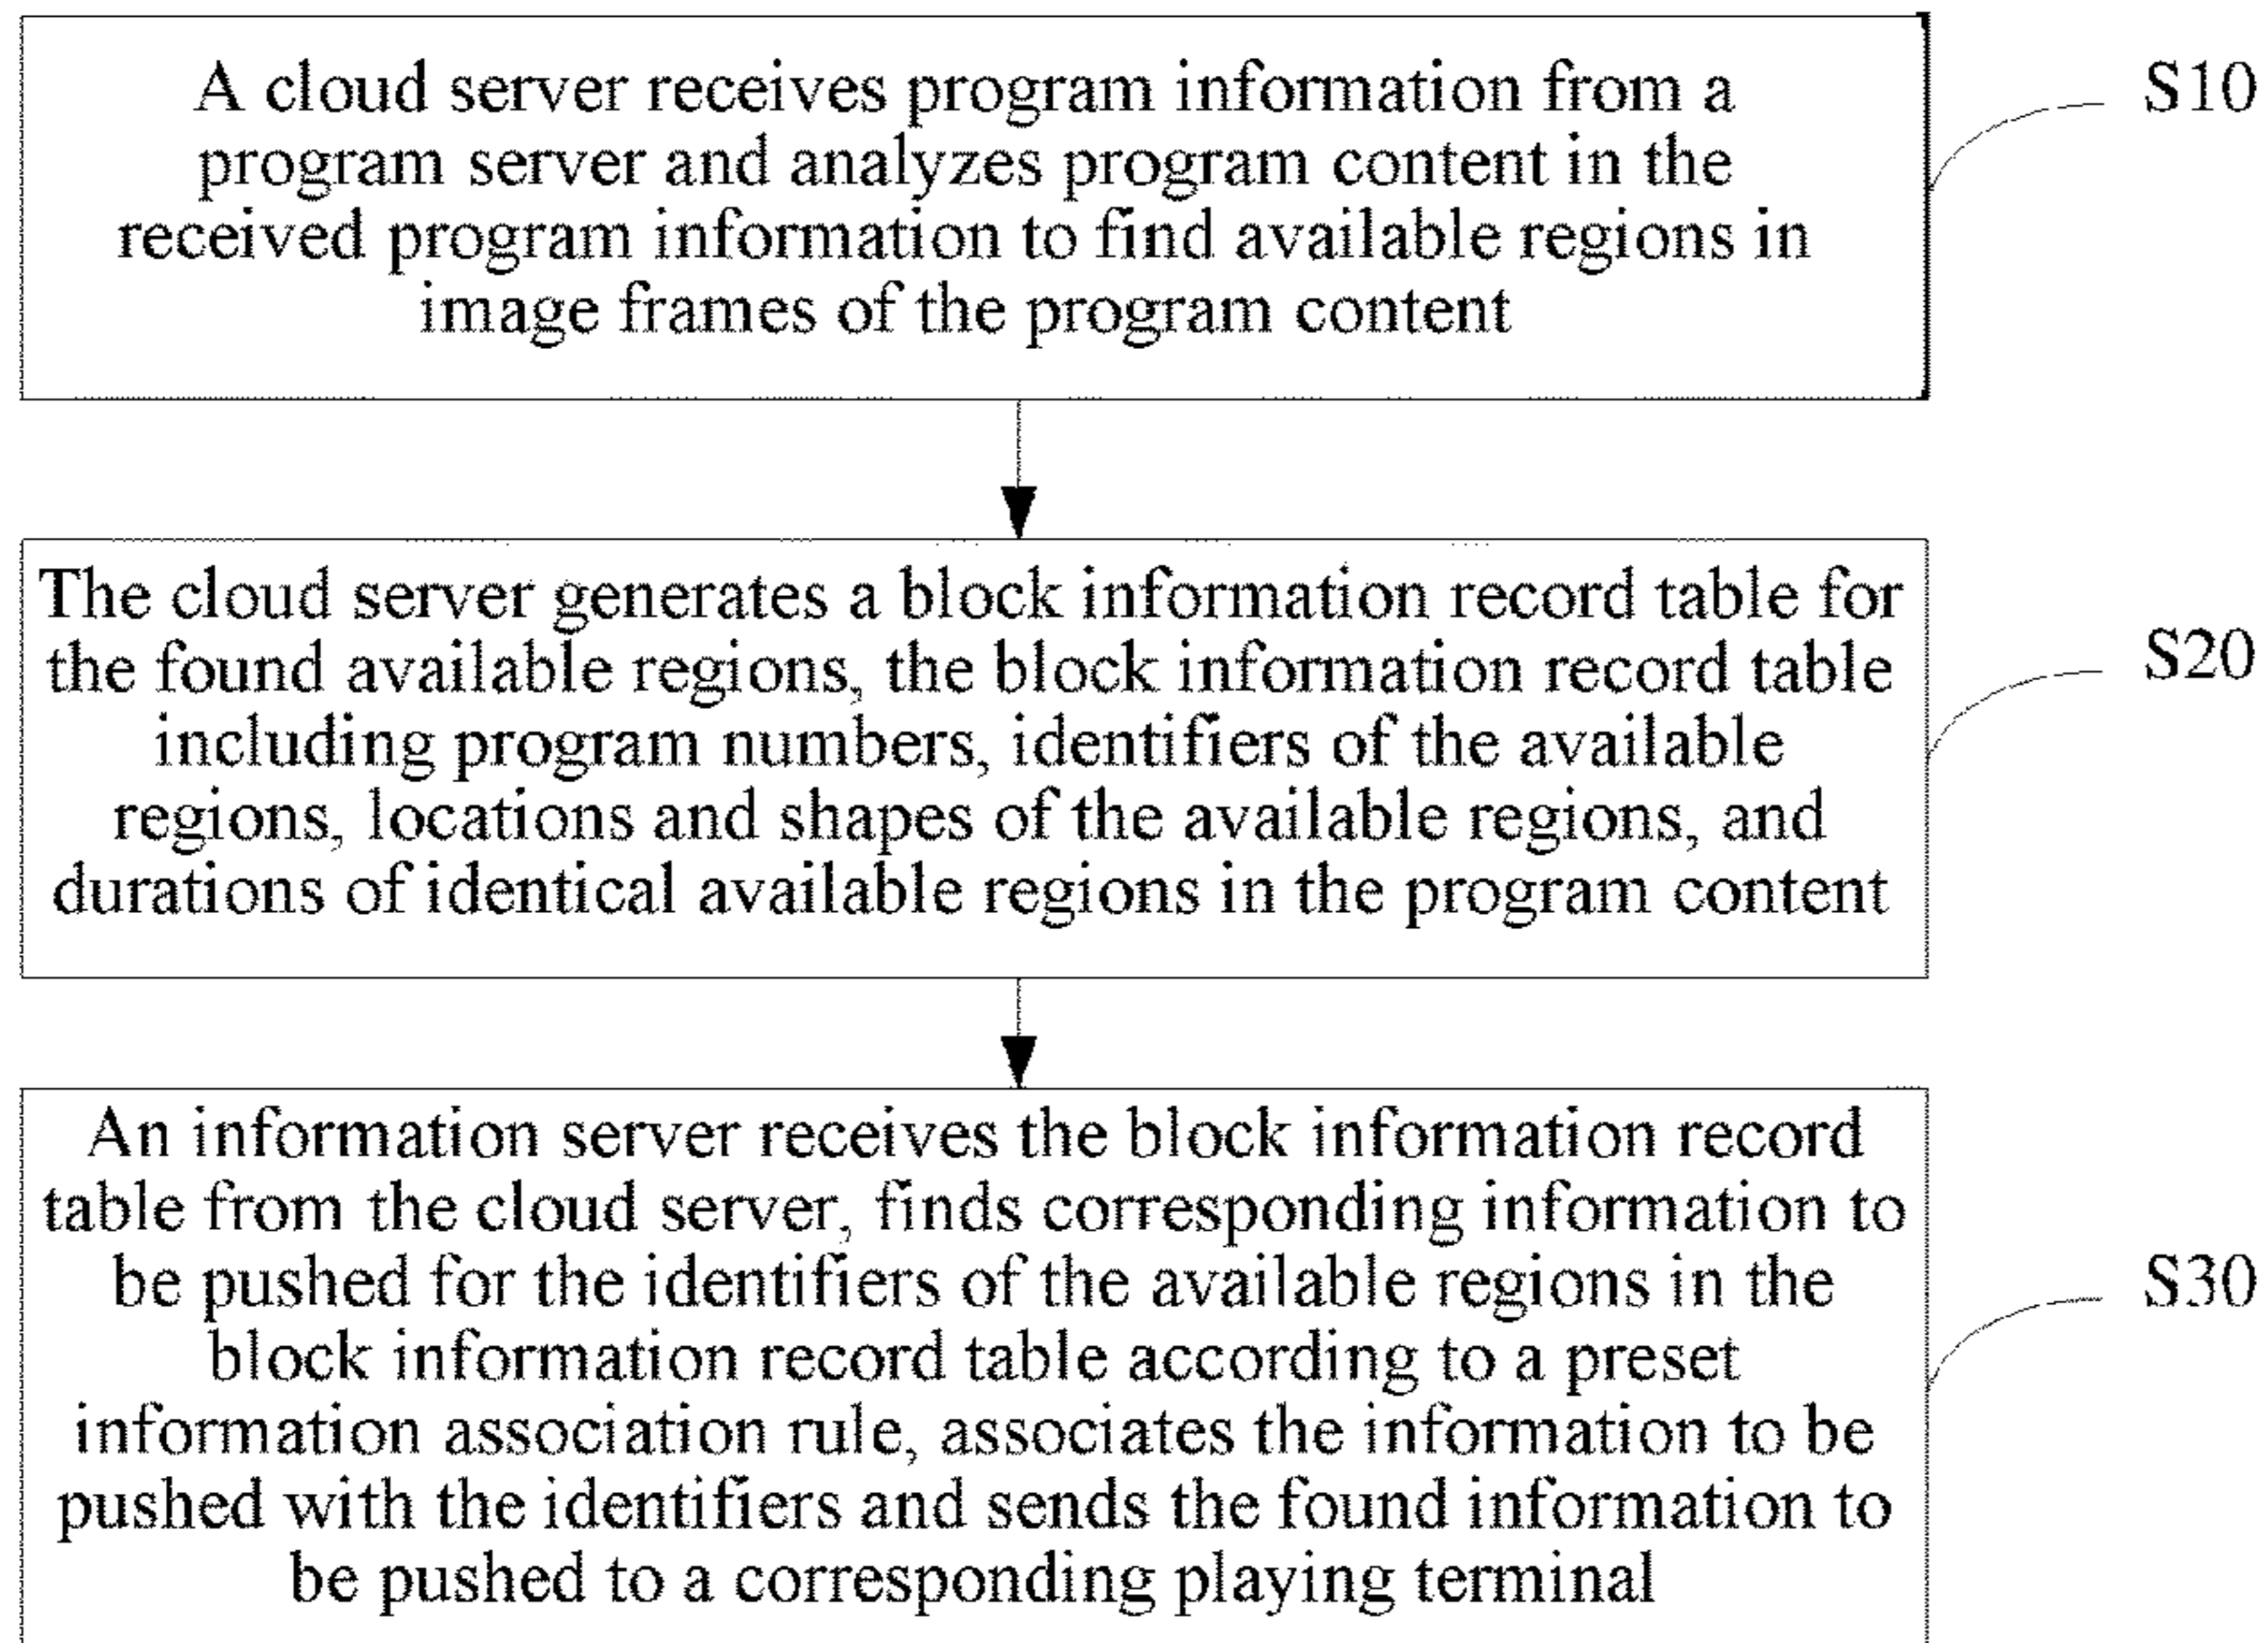 A cloud server receives program information from a
program server and analyzes program content in the
received program information to find available regions in
image frames of the program content
S10
The cloud server generates a block information record table for
the found available regions, the block information record table
including program numbers, identifiers of the available
regions, locations and shapes of the available regions, and
durations of identical available regions in the program content
S20
An information server receives the block information record
table from the cloud server, finds corresponding information to
be pushed for the identifiers of the available regions in the
block information record table according to a preset
information association rule, associates the information to be
pushed with the identifiers and sends the found information to
be pushed to a corresponding playing terminal
S30